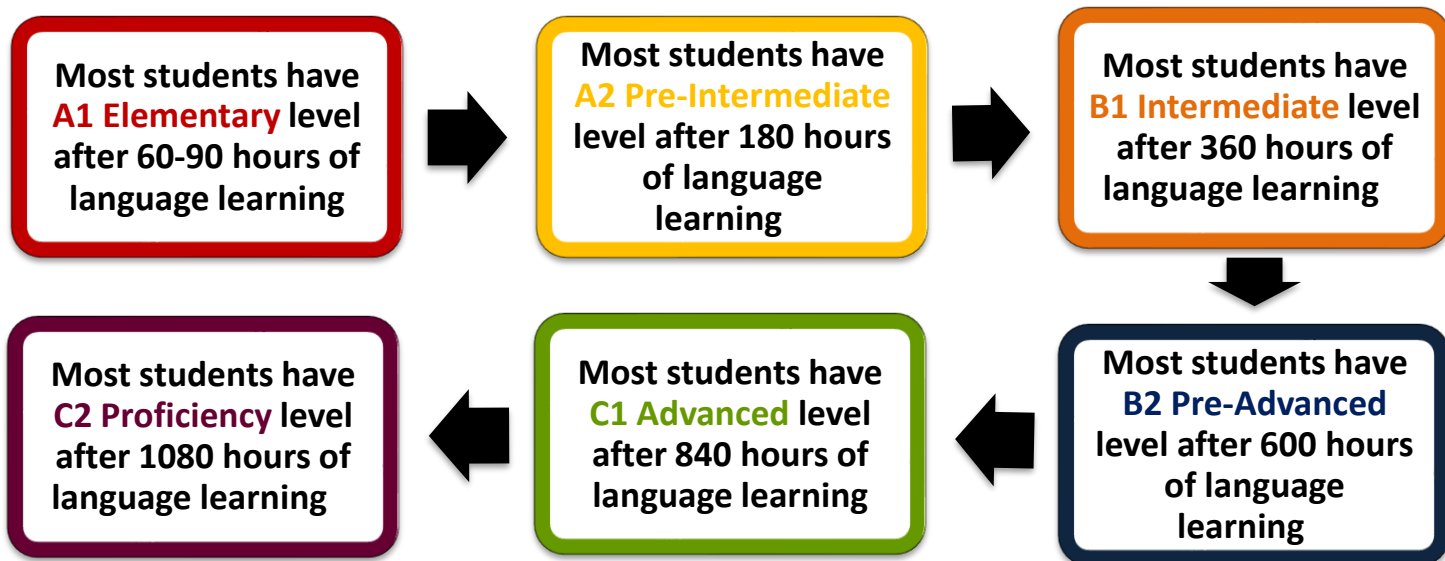 Most students have
A1 Elementary level
after 60-90 hours of
language learning
Most students have
A2 Pre-Intermediate
level after 180 hours
of language
learning
Most students have
B1 Intermediate level
after 360 hours of
language learning
Most students have
B2 Pre-Advanced
level after 600 hours
of language
learning
Most students have
C1 Advanced level
after 840 hours of
language learning
Most students have
C2 Proficiency level
after 1080 hours of
language learning